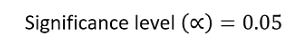 Significance level (∝) = 0.05